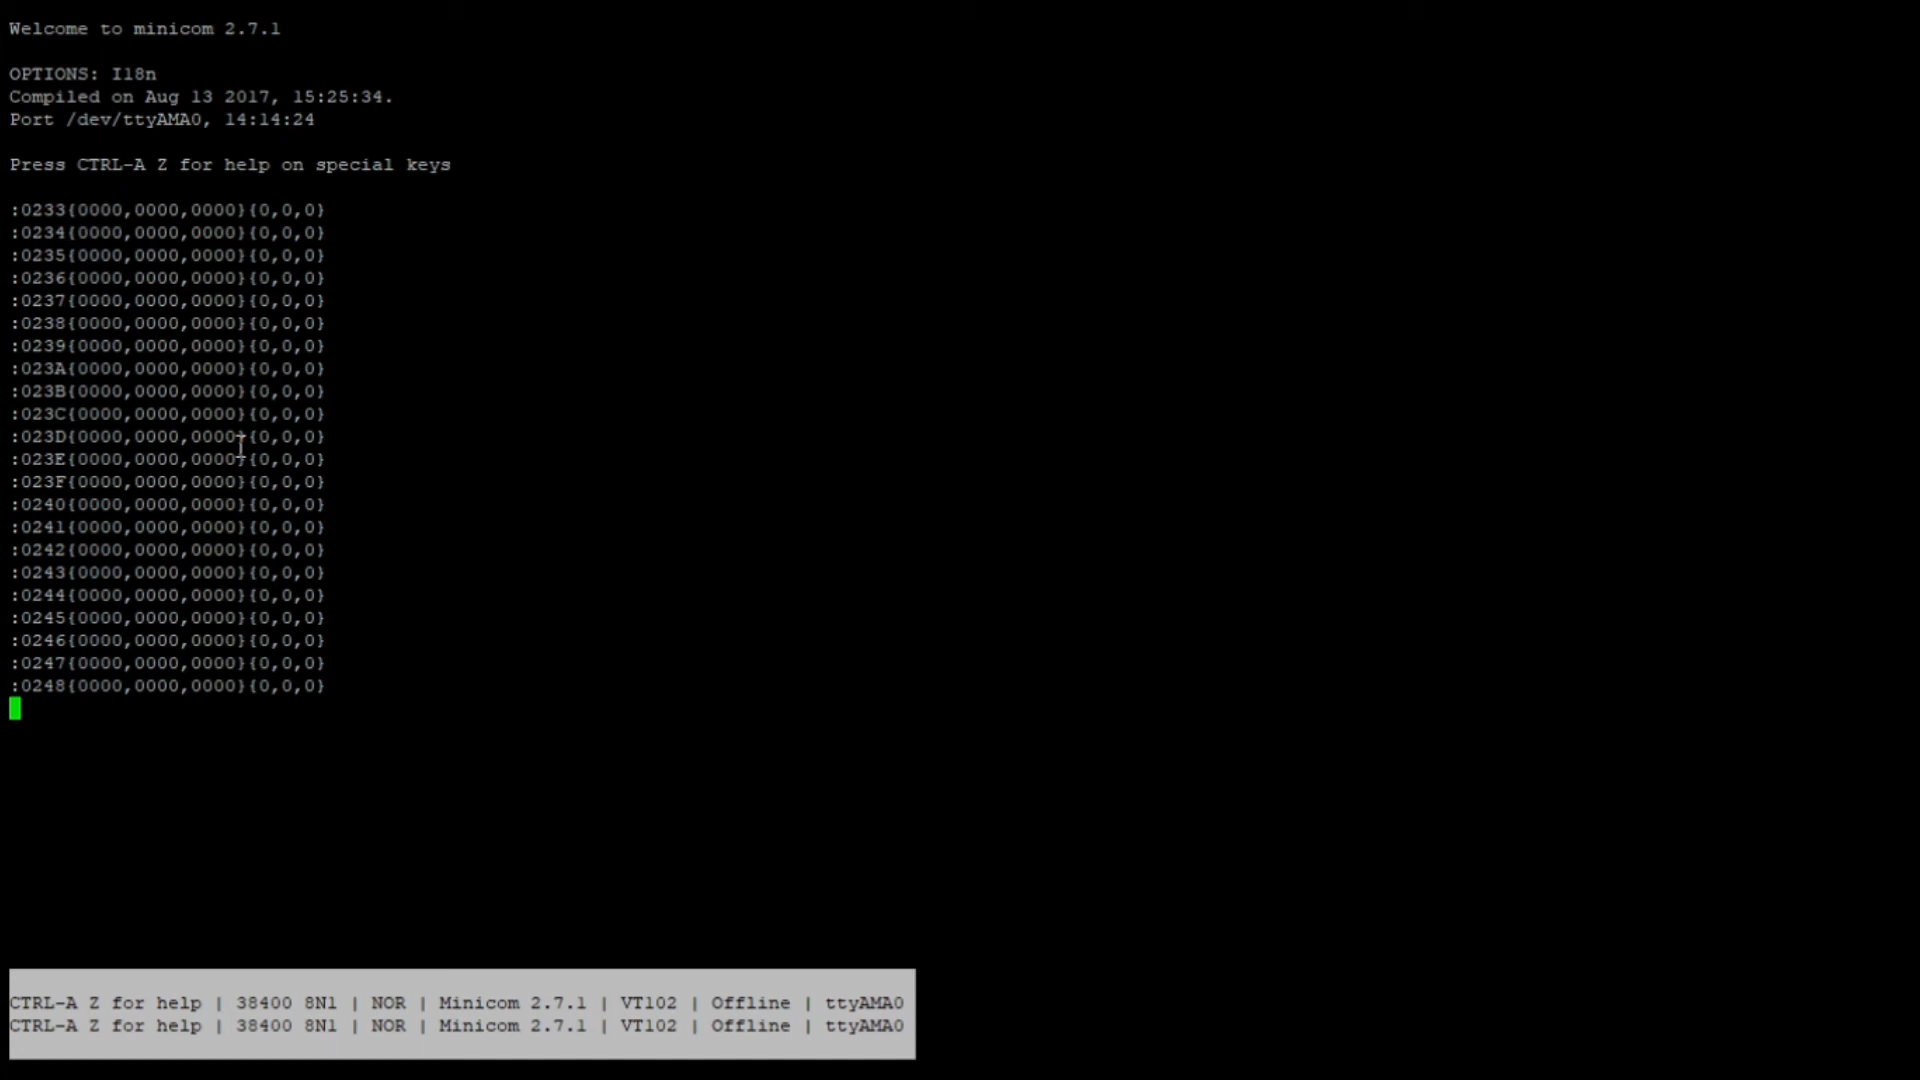 Welcome to minicom 2.7.1
OPTIONS: I18n
Compiled on Aug 13 2017, 15:25:34.
Port /dev/ttyAMA0, 14:14:24
Press CTRL-A Z for help on special keys
:0233{0000,0000,0000}{0,0,0}
:0234{0000,0000,0000}{0,0,0}
:0235{0000,0000,0000}{0,0,0}
:0236{0000,0000,0000}{0,0,0}
:0237{0000,0000,0000}{0,0,0}
:0238{0000,0000,0000}{0,0,0}
:0239{0000,0000,0000}{0,0,0}
:023A{0000,0000,0000}{0,0,0}
:023B{0000,0000,0000}{0,0,0}
:023C{0000,0000,0000}{0,0,0}
:023D{0000,0000,0000}{0,0,0}
:023E{0000,0000,0000}{0,0,0}
:023F{0000,0000,0000}{0,0,0}
:0240{0000,0000,0000}{0,0,0}
:0241{0000,0000,0000}{0,0,0}
:0242{0000,0000,0000}{0,0,0}
:0243{0000,0000,0000}{0,0,0}
:0244{0000,0000,0000}{0,0,0}
:0245{0000,0000,0000}{0,0,0}
:0246{0000,0000,0000}{0,0,0}
:0247{0000,0000,0000}{0,0,0}
:0248{0000,0000,0000}{0,0,0}
CTRL-A Z for help | 38400 8N1 | NOR | Minicom 2.7.1 | VT102 | Offline | ttyAMA0
CTRL-A Z for help | 38400 8N1 | NOR | Minicom 2.7.1 | VT102 | Offline | ttyAMA0